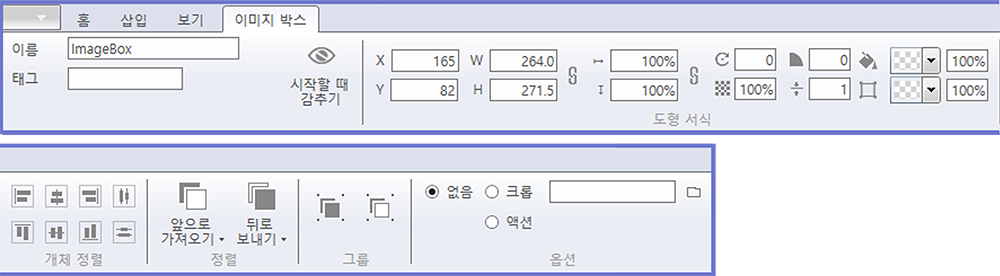 홈 삽입 보기 이미지 박스
이름 ImageBox
태그
시작할 때
감추기
X 165 W 264.0 100% 0 0 100%
Y 82 H 271.5 100% 100% 1 100%
도형 서식
없음 크롭
액션
앞으로
가져오기
뒤로
보내기
개체 정렬 정렬 그룹 옵션